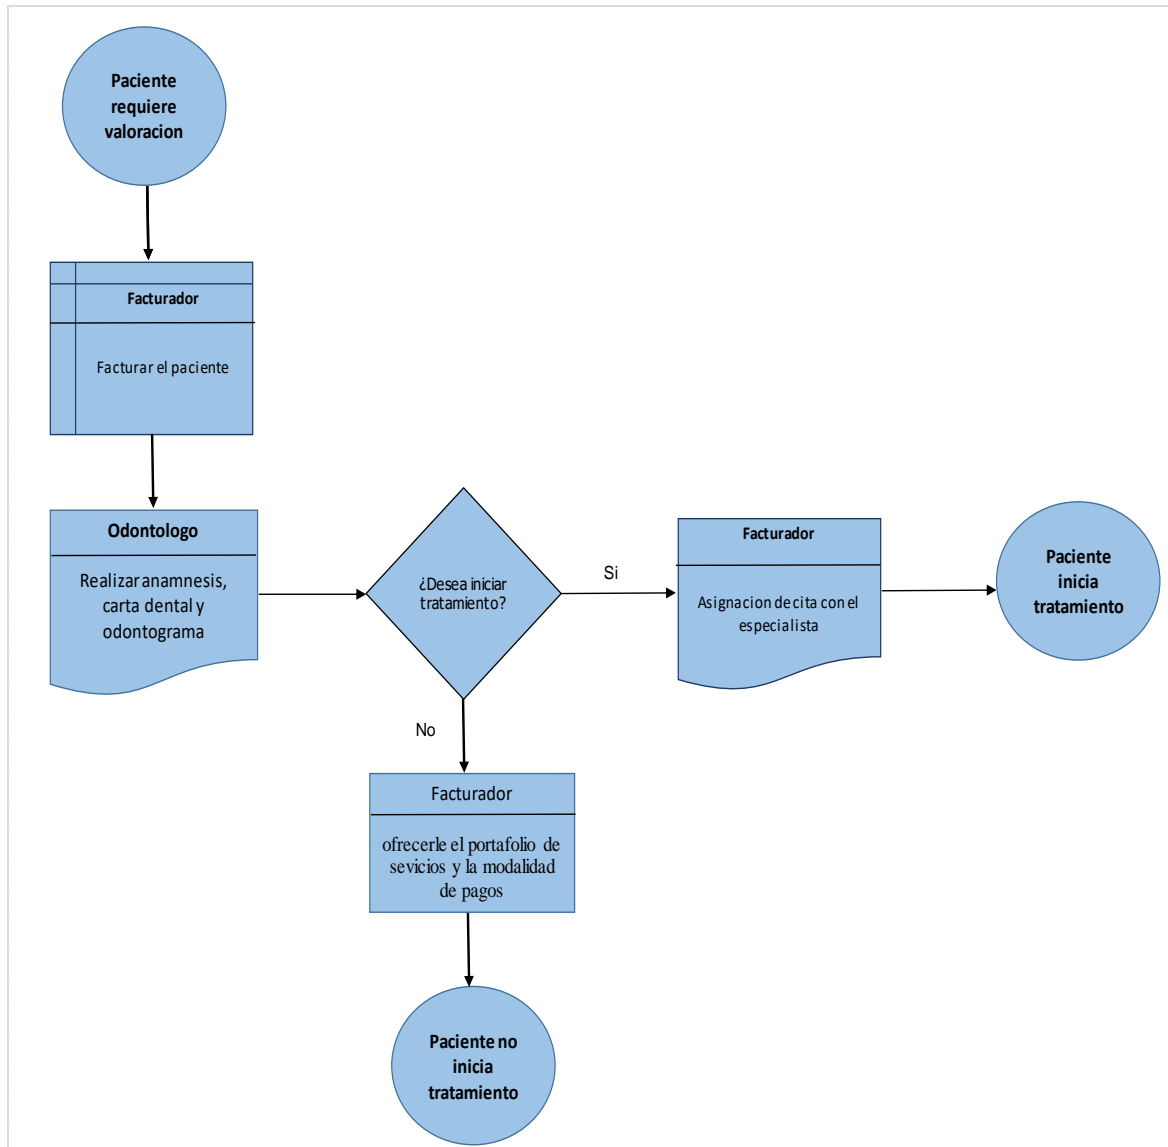 Paciente
requiere
valoracion
Facturador
Facturar el paciente
Odontologo
Realizar anamnesis,
carta dental y
odontograma
¿Desea iniciar
tratamiento?
Si
Facturador
Asignacion de cita con el
especialista
Paciente
inicia
tratamiento
No
Facturador
ofrecerle el portafolio de
sevicios y la modalidad
de pagos
Paciente no
inicia
tratamiento